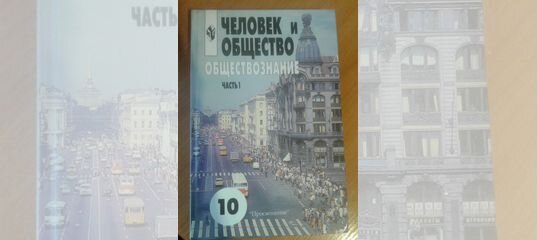 ЧАСТЬ
ЧЕЛОВЕК И
ОБЩЕСТВО
ОБЩЕСТВОЗНАНИЕ
ЧАСТЬ I
10
"Просвещение"